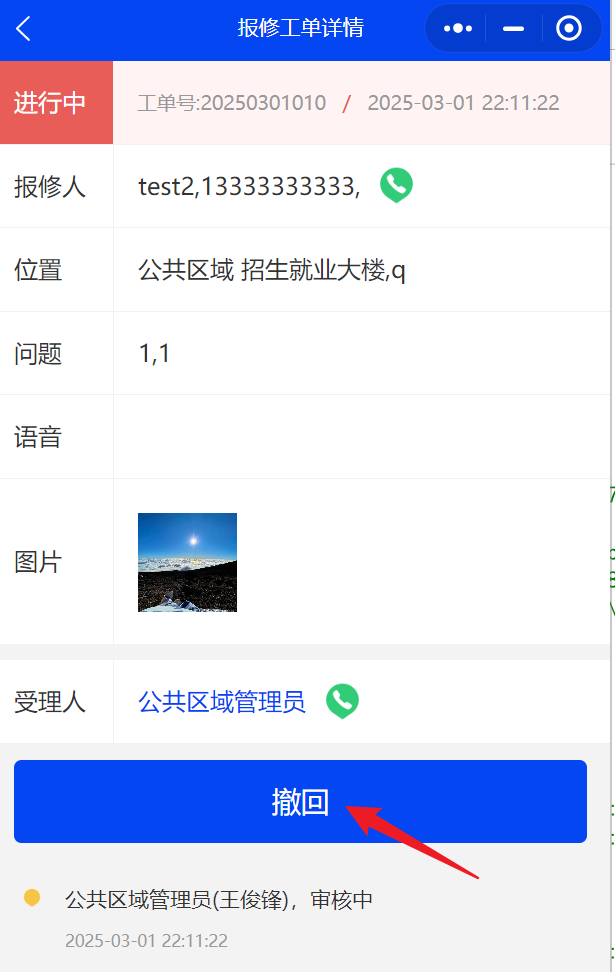 报修工单详情
进行中
工单号:20250301010 / 2025-03-01 22:11:22
报修人
test2,13333333333,
位置
公共区域 招生就业大楼,q
问题
1,1
语音
图片
受理人
公共区域管理员
撤回
公共区域管理员(王俊锋)，审核中
2025-03-01 22:11:22